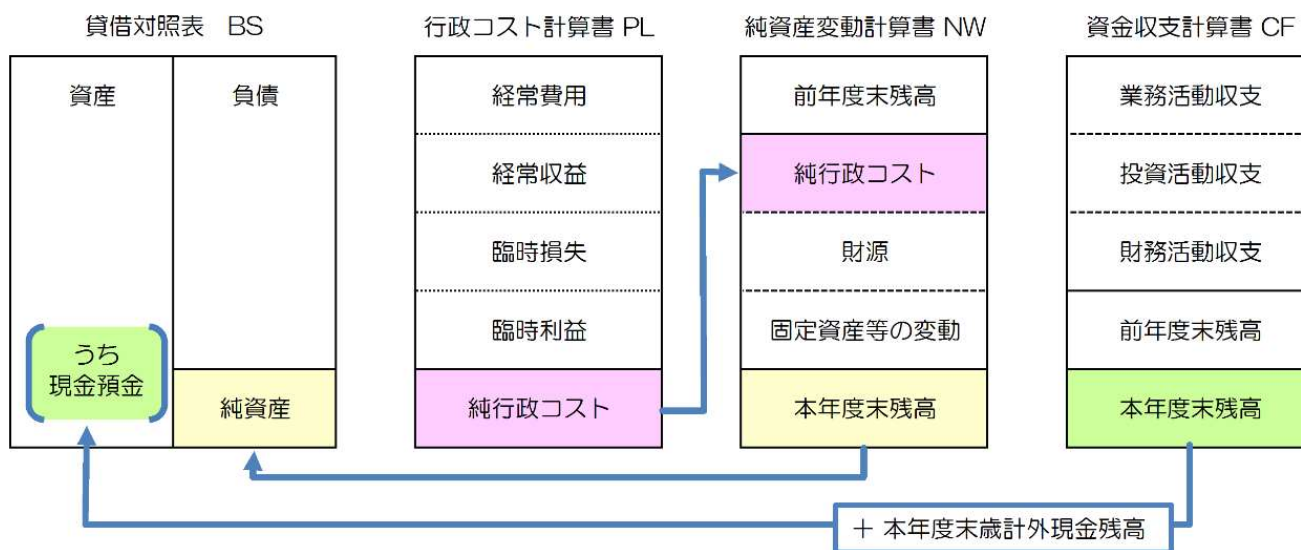 貸借対照表 BS
資産
負債
うち
現金預金
純資産
行政コスト計算書 PL
経常費用
経常収益
臨時損失
臨時利益
純行政コスト
純資産変動計算書 NW
前年度末残高
純行政コスト
財源
固定資産等の変動
本年度末残高
資金収支計算書 CF
業務活動収支
投資活動収支
財務活動収支
前年度末残高
本年度末残高
＋ 本年度末歳計外現金残高